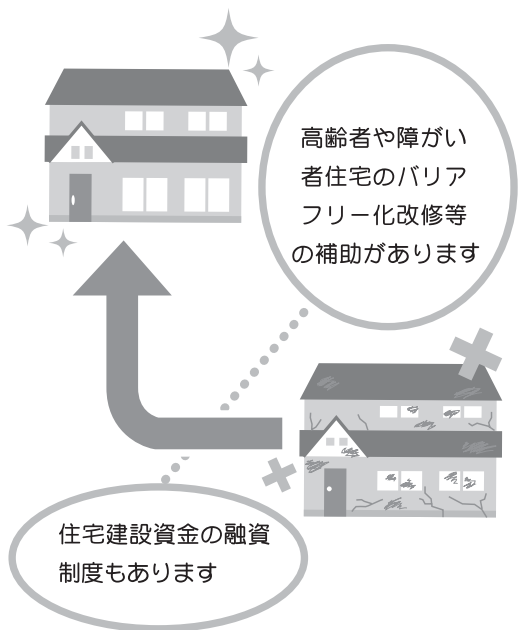 高齢者や障がい
者住宅のバリア
フリー化改修等
の補助があります
住宅建設資金の融資
制度もあります